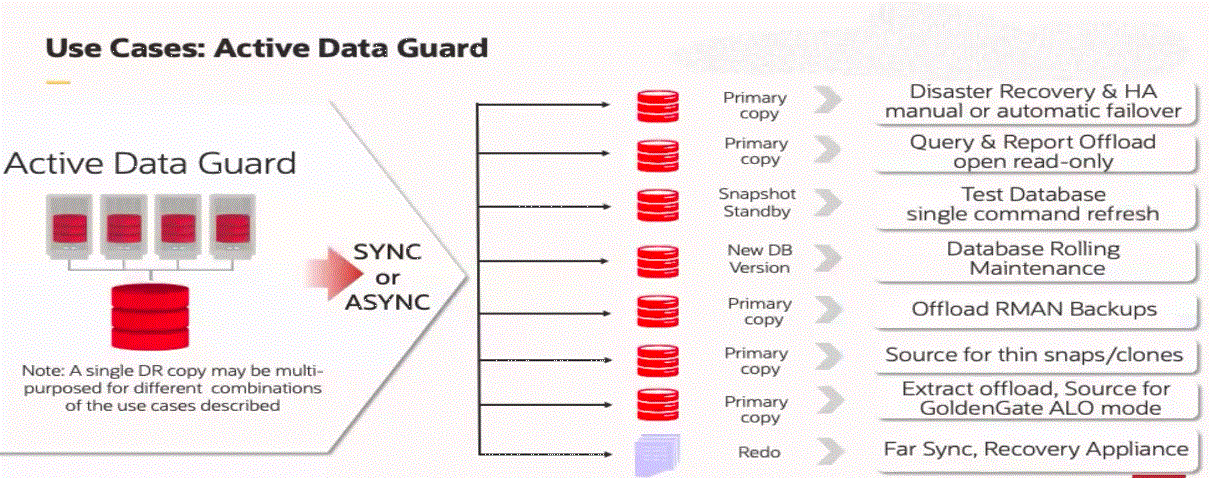 Use Cases: Active Data Guard
Active Data Guard
SYNC
or
ASYNC
Note: A single DR copy may be multi-
purposed for different combinations
of the use cases described
Primary
copy
Disaster Recovery & HA
manual or automatic failover
Primary
copy
Query & Report Offload
open read-only
Snapshot
Standby
Test Database
single command refresh
New DB
Version
Database Rolling
Maintenance
Primary
copy
Offload RMAN Backups
Primary
copy
Source for thin snaps/clones
Primary
copy
Extract offload, Source for
GoldenGate ALO mode
Redo
Far Sync, Recovery Appliance